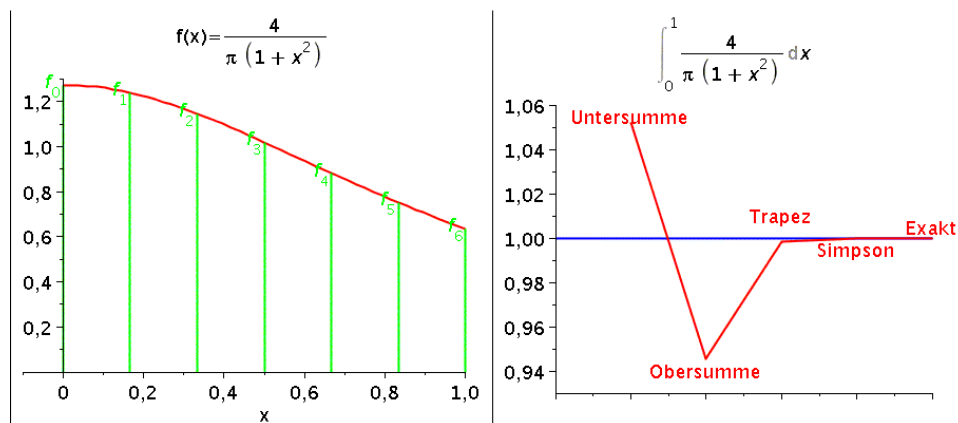 f(x)= 4 / π (1 + x²)
f₀
f₁
f₂
f₃
f₄
f₅
f₆
1,2
1,0
0,8
0,6
0,4
0,2
0 0,2 0,4 0,6 0,8 1,0
x
∫₀¹ 4 / π (1 + x²) dx
1,06
Untersumme
1,04
1,02
Trapez
1,00
Exakt
Simpson
0,98
0,96
0,94
Obersumme